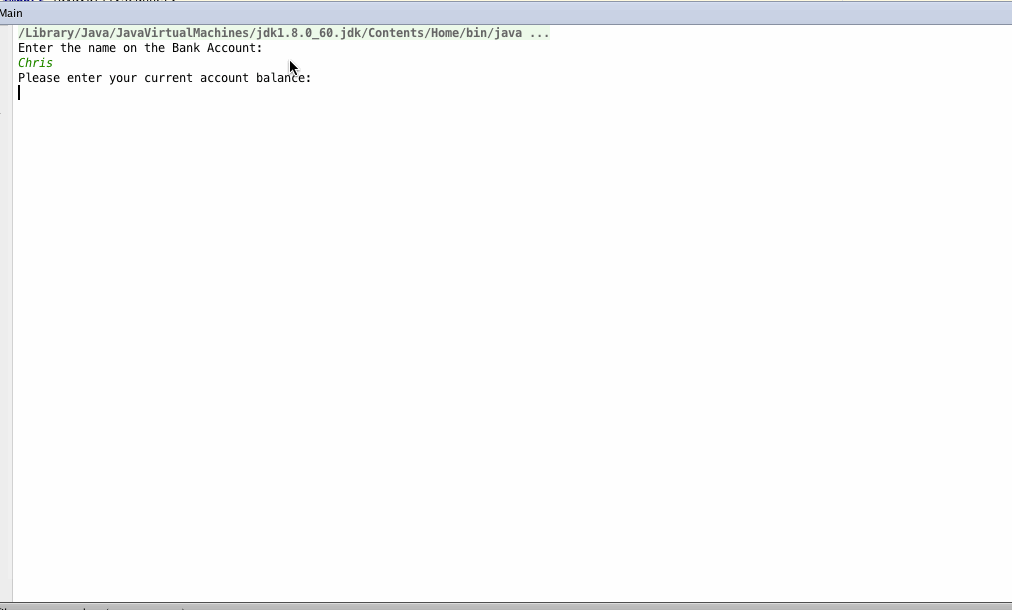 Main
/Library/Java/JavaVirtualMachines/jdk1.8.0_60.jdk/Contents/Home/bin/java ...
Enter the name on the Bank Account:
Chris
Please enter your current account balance: